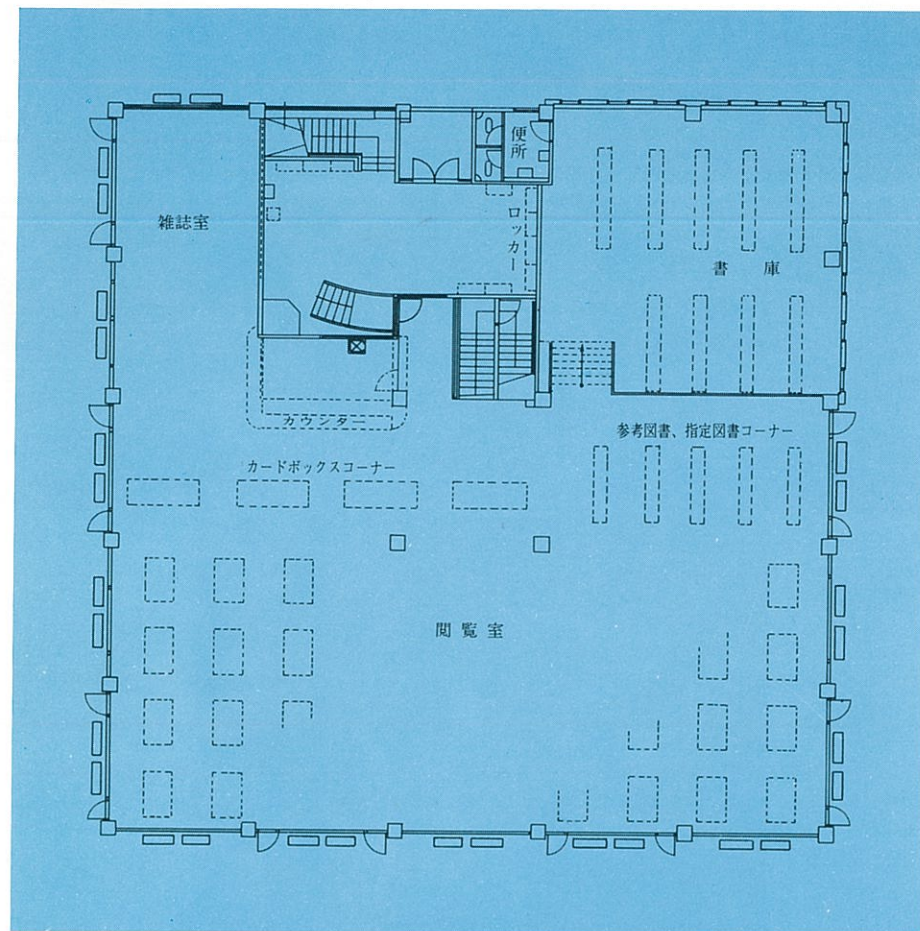 便所
雑誌室
ロッカー
書庫
カウンター
参考図書、指定図書コーナー
カードボックスコーナー
閲覧室